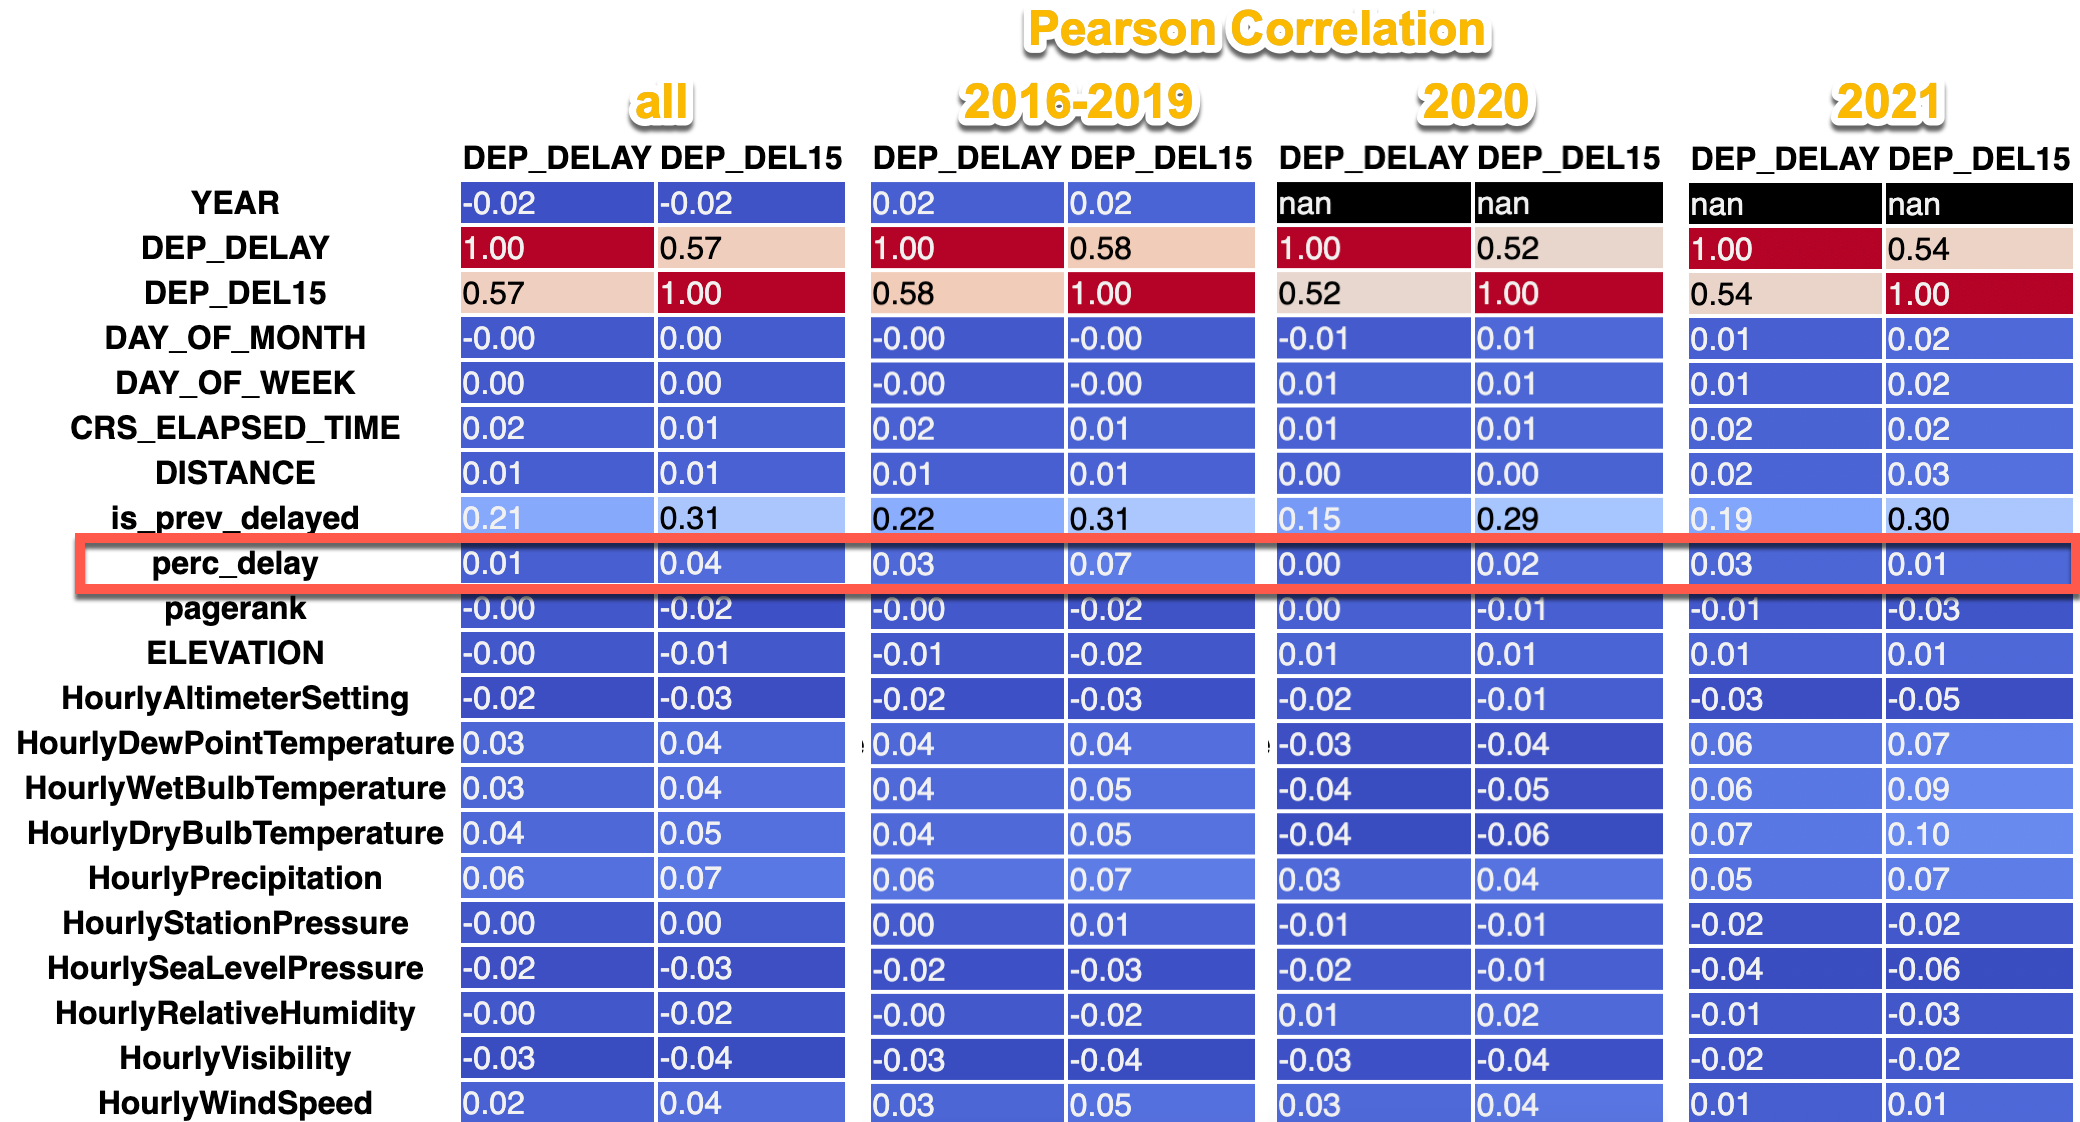 Pearson Correlation
all 2016-2019 2020 2021
DEP_DELAY DEP_DEL15 DEP_DELAY DEP_DEL15 DEP_DELAY DEP_DEL15 DEP_DELAY DEP_DEL15
YEAR -0.02 -0.02 0.02 0.02 nan nan nan nan
DEP_DELAY 1.00 0.57 1.00 0.58 1.00 0.52 1.00 0.54
DEP_DEL15 0.57 1.00 0.58 1.00 0.52 1.00 0.54 1.00
DAY_OF_MONTH -0.00 0.00 -0.00 -0.00 -0.01 0.01 0.01 0.02
DAY_OF_WEEK 0.00 0.00 -0.00 -0.00 0.01 0.01 0.01 0.02
CRS_ELAPSED_TIME 0.02 0.01 0.02 0.01 0.01 0.01 0.02 0.02
DISTANCE 0.01 0.01 0.01 0.01 0.00 0.00 0.02 0.03
is_prev_delayed 0.21 0.31 0.22 0.31 0.15 0.29 0.19 0.30
perc_delay 0.01 0.04 0.03 0.07 0.00 0.02 0.03 0.01
pagerank -0.00 -0.02 -0.00 -0.02 0.00 -0.01 -0.01 -0.03
ELEVATION -0.00 -0.01 -0.01 -0.02 0.01 0.01 0.01 0.01
HourlyAltimeterSetting -0.02 -0.03 -0.02 -0.03 -0.02 -0.01 -0.03 -0.05
HourlyDewPointTemperature 0.03 0.04 0.04 0.04 -0.03 -0.04 0.06 0.07
HourlyWetBulbTemperature 0.03 0.04 0.04 0.05 -0.04 -0.05 0.06 0.09
HourlyDryBulbTemperature 0.04 0.05 0.04 0.05 -0.04 -0.06 0.07 0.10
HourlyPrecipitation 0.06 0.07 0.06 0.07 0.03 0.04 0.05 0.07
HourlyStationPressure -0.00 0.00 0.00 0.01 -0.01 -0.01 -0.02 -0.02
HourlySeaLevelPressure -0.02 -0.03 -0.02 -0.03 -0.02 -0.01 -0.04 -0.06
HourlyRelativeHumidity -0.00 -0.02 -0.00 -0.02 0.01 0.02 -0.01 -0.03
HourlyVisibility -0.03 -0.04 -0.03 -0.04 -0.03 -0.04 -0.02 -0.02
HourlyWindSpeed 0.02 0.04 0.03 0.05 0.03 0.04 0.01 0.01